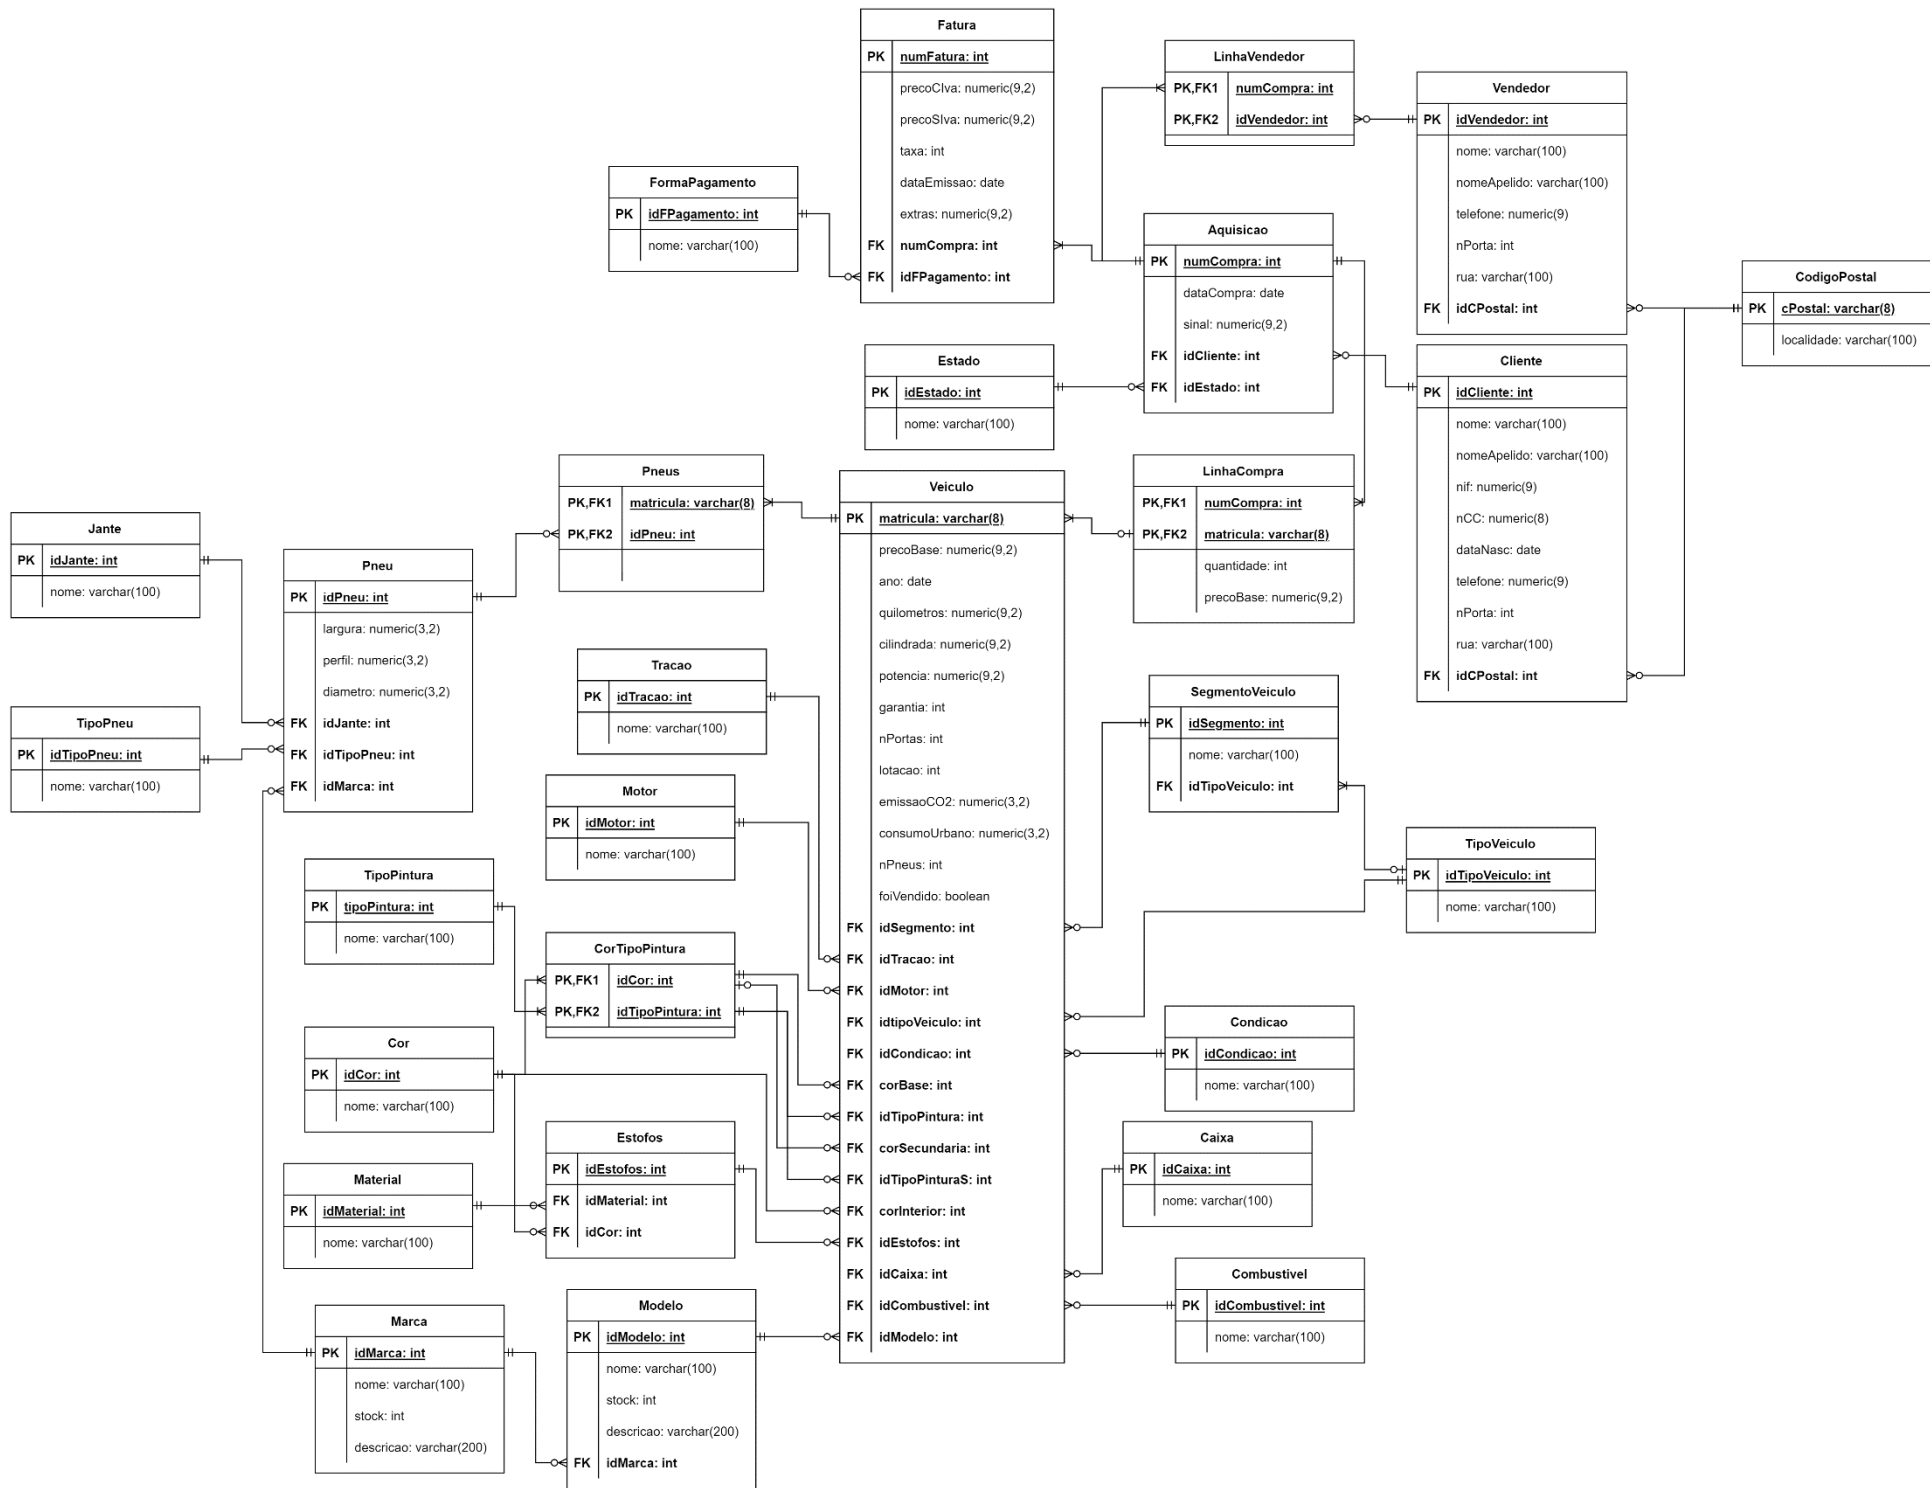 Fatura
PK numFatura: int
precoCIva: numeric(9,2)
precoSIva: numeric(9,2)
taxa: int
dataEmissao: date
extras: numeric(9,2)
FK numCompra: int
FK idFPagamento: int
LinhaVendedor
PK,FK1 numCompra: int
PK,FK2 idVendedor: int
Vendedor
PK idVendedor: int
nome: varchar(100)
nomeApelido: varchar(100)
telefone: numeric(9)
nPorta: int
rua: varchar(100)
FK idCPostal: int
FormaPagamento
PK idFPagamento: int
nome: varchar(100)
Aquisicao
PK numCompra: int
dataCompra: date
sinal: numeric(9,2)
FK idCliente: int
FK idEstado: int
CodigoPostal
PK cPostal: varchar(8)
localidade: varchar(100)
Estado
PK idEstado: int
nome: varchar(100)
Cliente
PK idCliente: int
nome: varchar(100)
nomeApelido: varchar(100)
nif: numeric(9)
nCC: numeric(8)
dataNasc: date
telefone: numeric(9)
nPorta: int
rua: varchar(100)
FK idCPostal: int
Pneus
PK,FK1 matricula: varchar(8)
PK,FK2 idPneu: int
Veiculo
PK matricula: varchar(8)
precoBase: numeric(9,2)
ano: date
quilometros: numeric(9,2)
cilindrada: numeric(9,2)
potencia: numeric(9,2)
garantia: int
nPortas: int
lotacao: int
emissaoCO2: numeric(3,2)
consumoUrbano: numeric(3,2)
nPneus: int
foiVendido: boolean
FK idSegmento: int
FK idTracao: int
FK idMotor: int
FK idtipoVeiculo: int
FK idCondicao: int
FK corBase: int
FK idTipoPintura: int
FK corSecundaria: int
FK idTipoPinturaS: int
FK corInterior: int
FK idEstofos: int
FK idCaixa: int
FK idCombustivel: int
FK idModelo: int
LinhaCompra
PK,FK1 numCompra: int
PK,FK2 matricula: varchar(8)
quantidade: int
precoBase: numeric(9,2)
Jante
PK idJante: int
nome: varchar(100)
Pneu
PK idPneu: int
largura: numeric(3,2)
perfil: numeric(3,2)
diametro: numeric(3,2)
FK idJante: int
FK idTipoPneu: int
FK idMarca: int
TipoPneu
PK idTipoPneu: int
nome: varchar(100)
Tracao
PK idTracao: int
nome: varchar(100)
SegmentoVeiculo
PK idSegmento: int
nome: varchar(100)
FK idTipoVeiculo: int
Motor
PK idMotor: int
nome: varchar(100)
TipoVeiculo
PK idTipoVeiculo: int
nome: varchar(100)
TipoPintura
PK tipoPintura: int
nome: varchar(100)
CorTipoPintura
PK,FK1 idCor: int
PK,FK2 idTipoPintura: int
Cor
PK idCor: int
nome: varchar(100)
Condicao
PK idCondicao: int
nome: varchar(100)
Estofos
PK idEstofos: int
FK idMaterial: int
FK idCor: int
Caixa
PK idCaixa: int
nome: varchar(100)
Material
PK idMaterial: int
nome: varchar(100)
Combustivel
PK idCombustivel: int
nome: varchar(100)
Marca
PK idMarca: int
nome: varchar(100)
stock: int
descricao: varchar(200)
Modelo
PK idModelo: int
nome: varchar(100)
stock: int
descricao: varchar(200)
FK idMarca: int